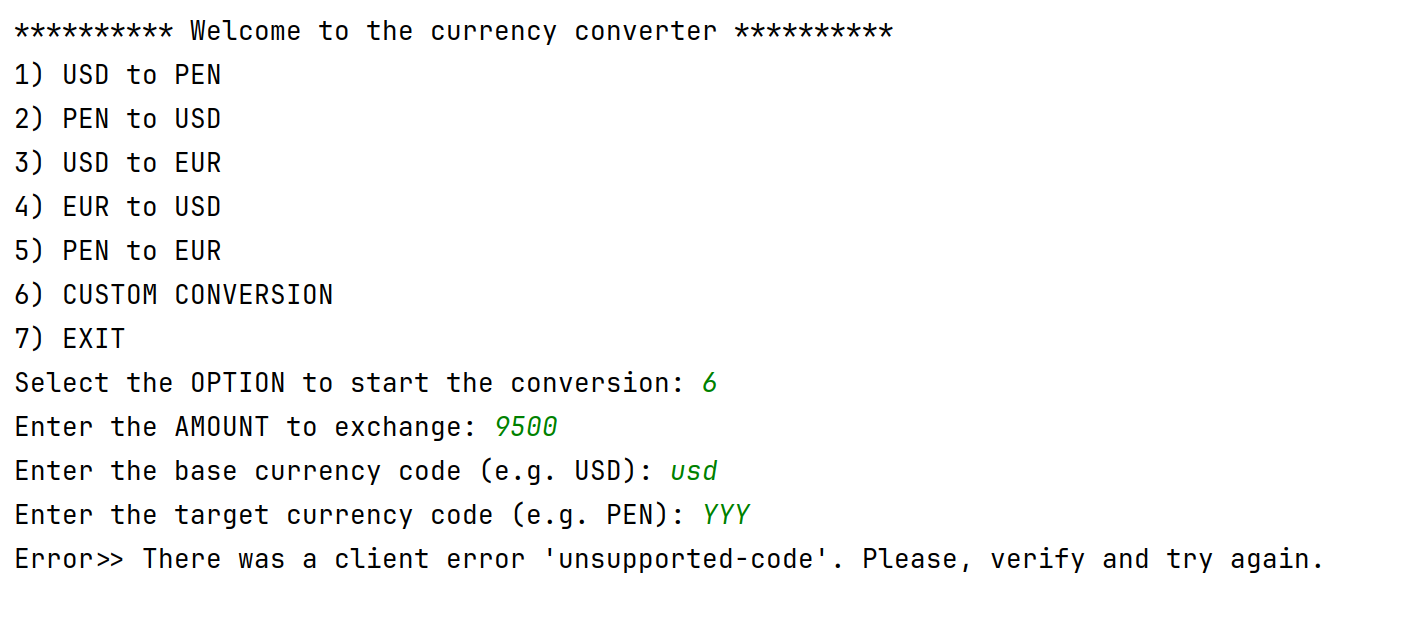 ********** Welcome to the currency converter **********
1) USD to PEN
2) PEN to USD
3) USD to EUR
4) EUR to USD
5) PEN to EUR
6) CUSTOM CONVERSION
7) EXIT
Select the OPTION to start the conversion: 6
Enter the AMOUNT to exchange: 9500
Enter the base currency code (e.g. USD): usd
Enter the target currency code (e.g. PEN): YYY
Error>> There was a client error 'unsupported-code'. Please, verify and try again.